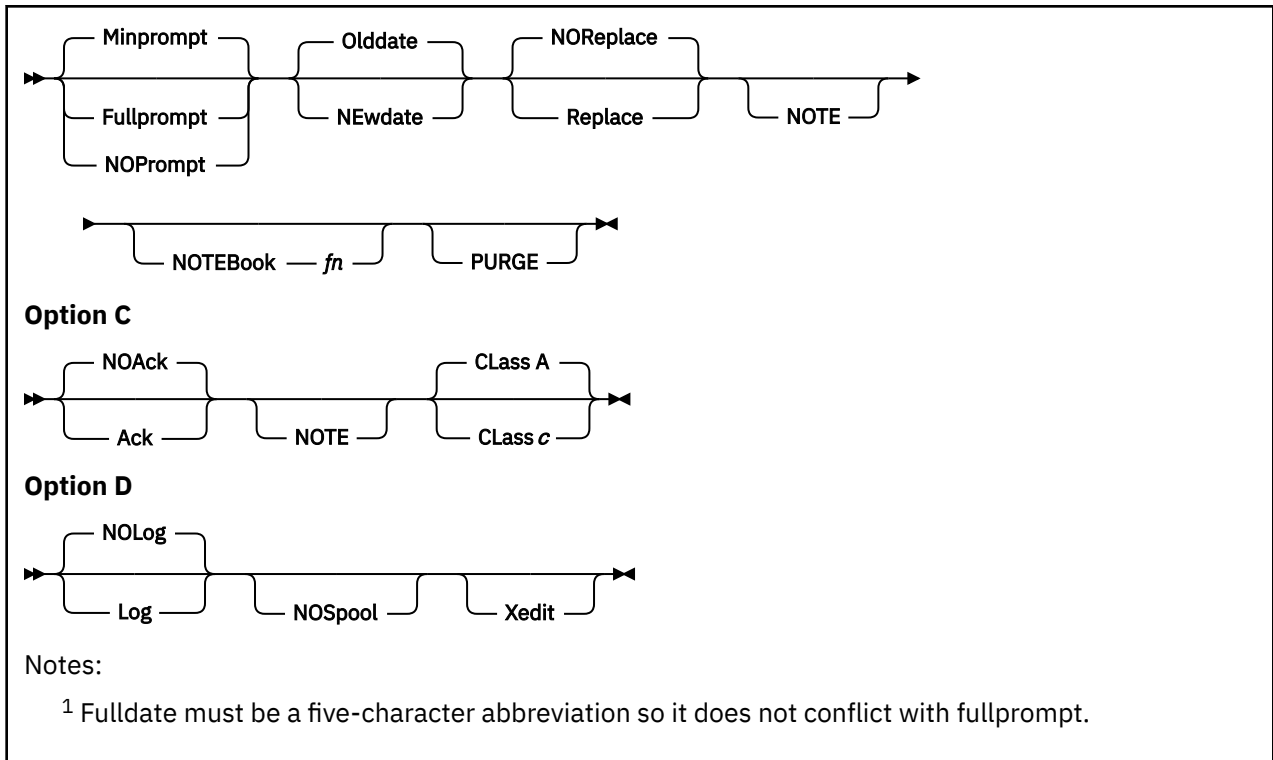 Minprompt Olddate NOReplace
Fullprompt NEwdate Replace NOTE
NOPrompt
NOTEBook fn PURGE
Option C
NOAck CLass A
Ack NOTE CLass c
Option D
NOLog
Log NOSpool Xedit
Notes:
1 Fulldate must be a five-character abbreviation so it does not conflict with fullprompt.